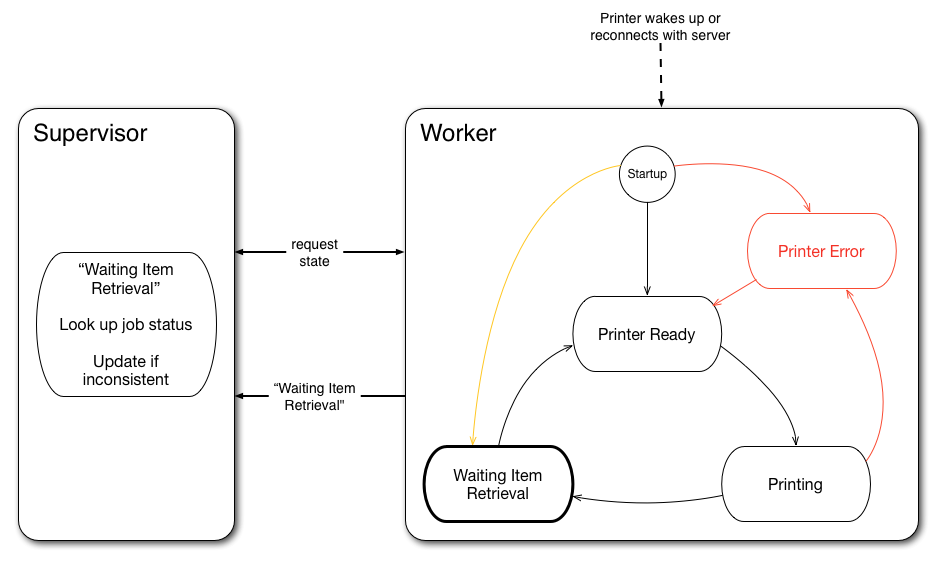 Printer wakes up or
reconnects with server
Supervisor
“Waiting Item
Retrieval”
Look up job status
Update if
inconsistent
request
state
“Waiting Item
Retrieval"
Worker
Startup
Printer Error
Printer Ready
Waiting Item
Retrieval
Printing